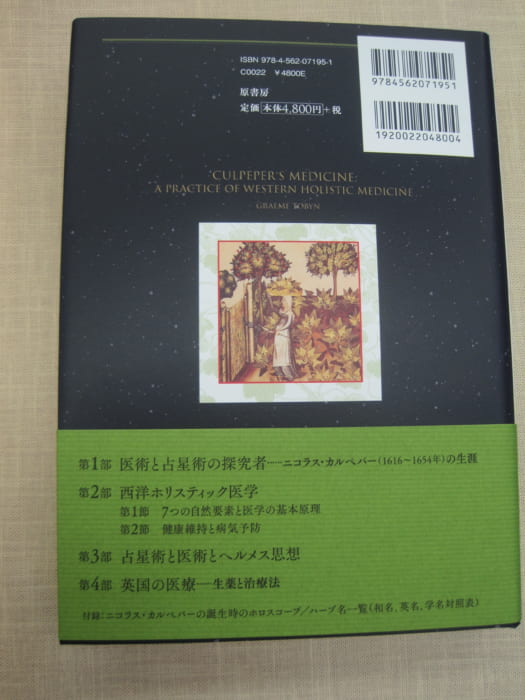 ISBN 978-4-562-07195-1
C0022 ¥4800E
原書房
定価 本体4,800円+税
9784562071951
1920022048004
'CULPEPER'S MEDICINE:
A PRACTICE OF WESTERN HOLISTIC MEDICINE
GRAEME TOBYN
第1部 医術と占星術の探究者……ニコラス・カルペパー(1616〜1654年)の生涯
第2部 西洋ホリスティック医学
第1節 7つの自然要素と医学の基本原理
第2節 健康維持と病気予防
第3部 占星術と医術とヘルメス思想
第4部 英国の医療――生薬と治療法
付録:ニコラス・カルペパーの誕生時のホロスコープ/ハーブ名一覧(和名、英名、学名対照表)